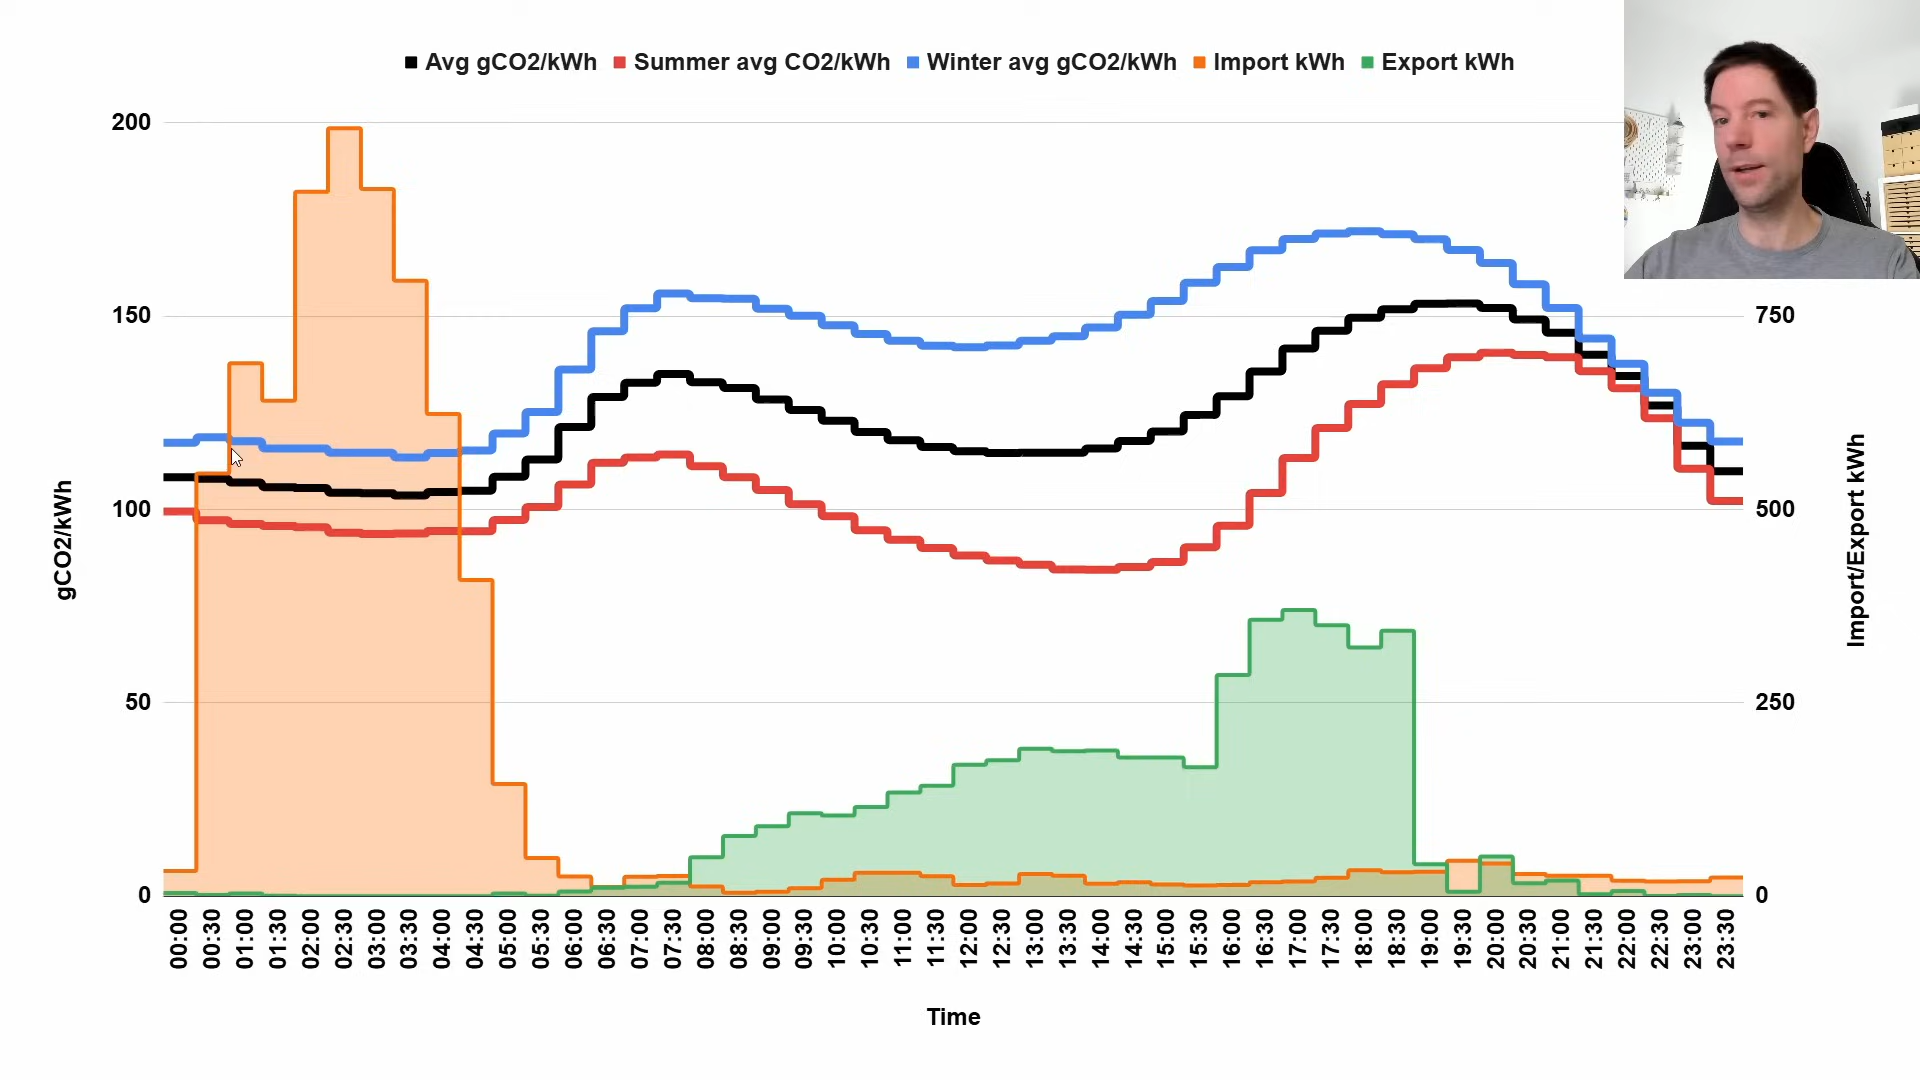 Avg gCO2/kWh Summer avg CO2/kWh Winter avg gCO2/kWh Import kWh Export kWh
200
150
100
50
0
gCO2/kWh
750
500
250
0
Import/Export kWh
00:00 00:30 01:00 01:30 02:00 02:30 03:00 03:30 04:00 04:30 05:00 05:30 06:00 06:30 07:00 07:30 08:00 08:30 09:00 09:30 10:00 10:30 11:00 11:30 12:00 12:30 13:00 13:30 14:00 14:30 15:00 15:30 16:00 16:30 17:00 17:30 18:00 18:30 19:00 19:30 20:00 20:30 21:00 21:30 22:00 22:30 23:00 23:30
Time